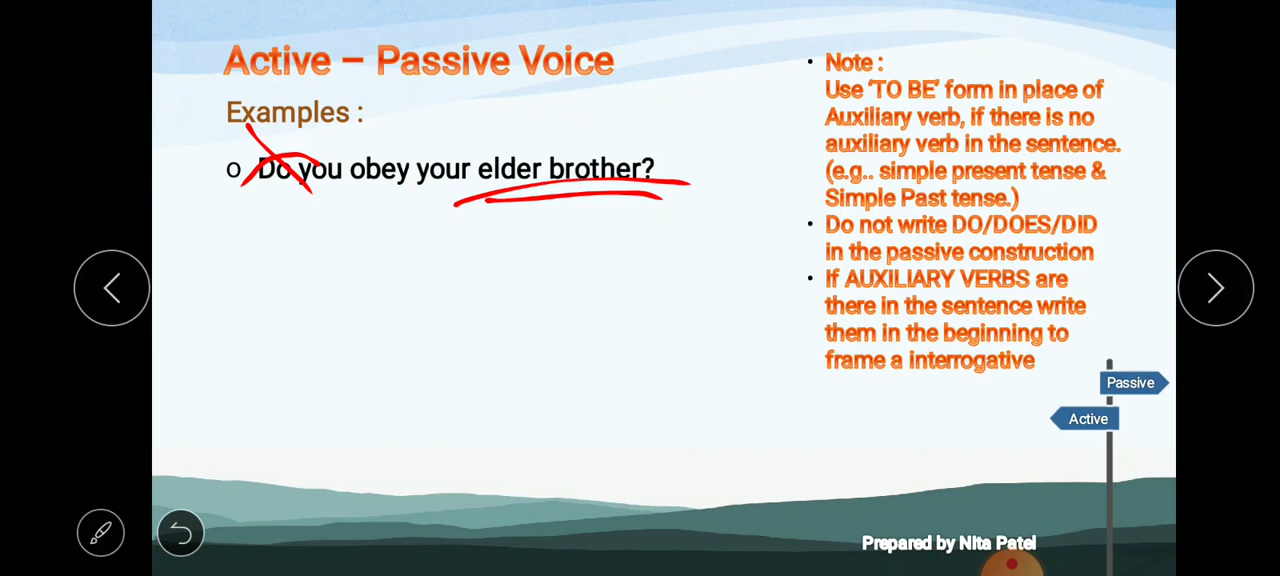 Active – Passive Voice
Examples :
o Do you obey your elder brother?
• Note :
Use ‘TO BE’ form in place of
Auxiliary verb, if there is no
auxiliary verb in the sentence.
(e.g.. simple present tense &
Simple Past tense.)
• Do not write DO/DOES/DID
in the passive construction
• If AUXILIARY VERBS are
there in the sentence write
them in the beginning to
frame a interrogative
Passive
Active
Prepared by Nita Patel